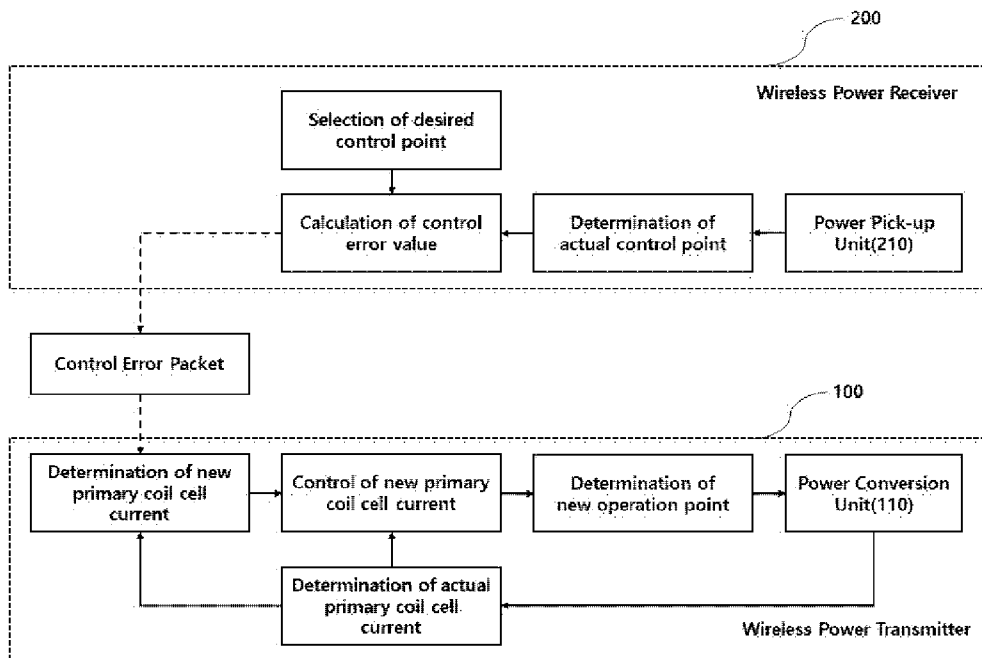 200
Wireless Power Receiver
Selection of desired
control point
Calculation of control
error value
Determination of
actual control point
Power Pick-up
Unit(210)
Control Error Packet
100
Determination of new
primary coil cell
current
Control of new primary
coil cell current
Determination of
new operation point
Power Conversion
Unit(110)
Determination of actual
primary coil cell
current
Wireless Power Transmitter